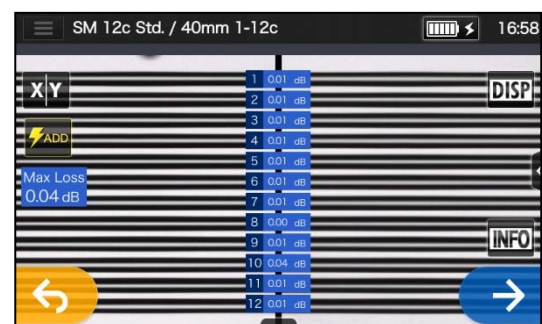 SM 12c Std. / 40mm 1-12c
16:58
X Y
DISP
ADD
Max Loss
0.04 dB
1 0.01 dB
2 0.01 dB
3 0.01 dB
4 0.01 dB
5 0.01 dB
6 0.01 dB
7 0.01 dB
8 0.00 dB
9 0.01 dB
10 0.04 dB
11 0.01 dB
12 0.01 dB
INFO